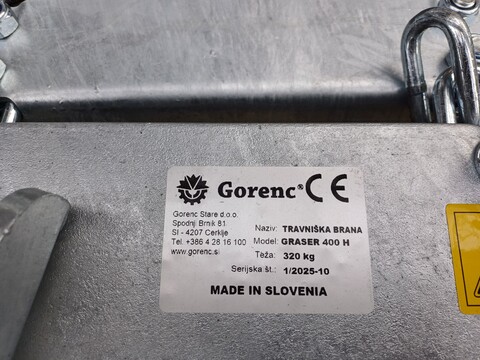 Gorenc® CE
Gorenc Stare d.o.o.
Spodnji Brnik 81
SI - 4207 Cerklje
Tel. +386 4 28 16 100
www.gorenc.si
Naziv: TRAVNIŠKA BRANA
Model: GRASER 400 H
Teža: 320 kg
Serijska št.: 1/2025-10
MADE IN SLOVENIA